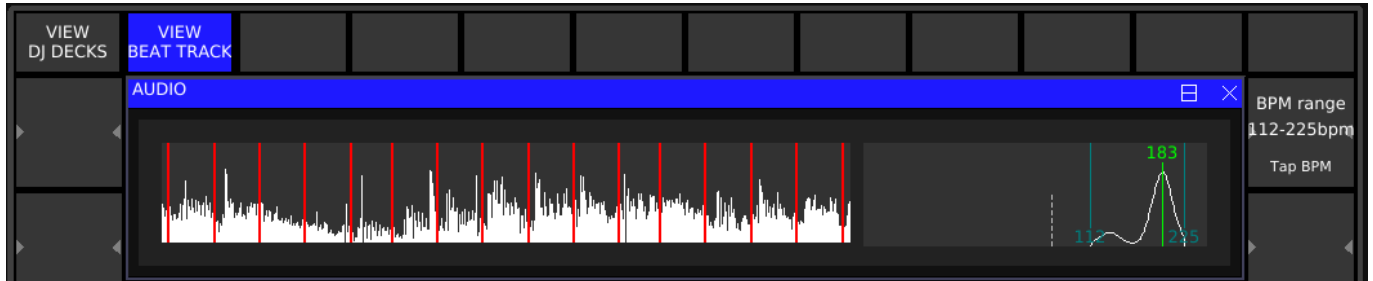 VIEW
DJ DECKS
VIEW
BEAT TRACK
AUDIO
BPM range
112-225bpm
Tap BPM
183
112
225